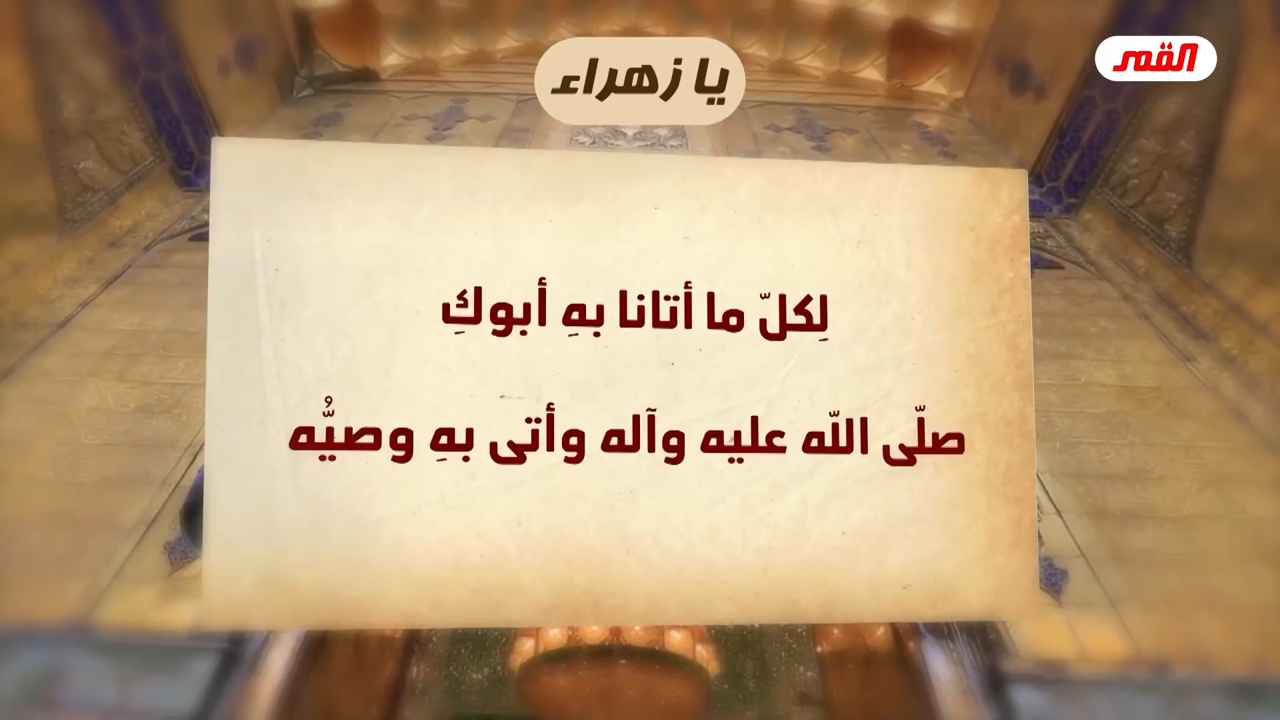 يا زهراء
القمر
لِكلّ ما أتانا بهِ أبوكِ
صلّى اللّه عليه وآله وأتى بهِ وصيُّه